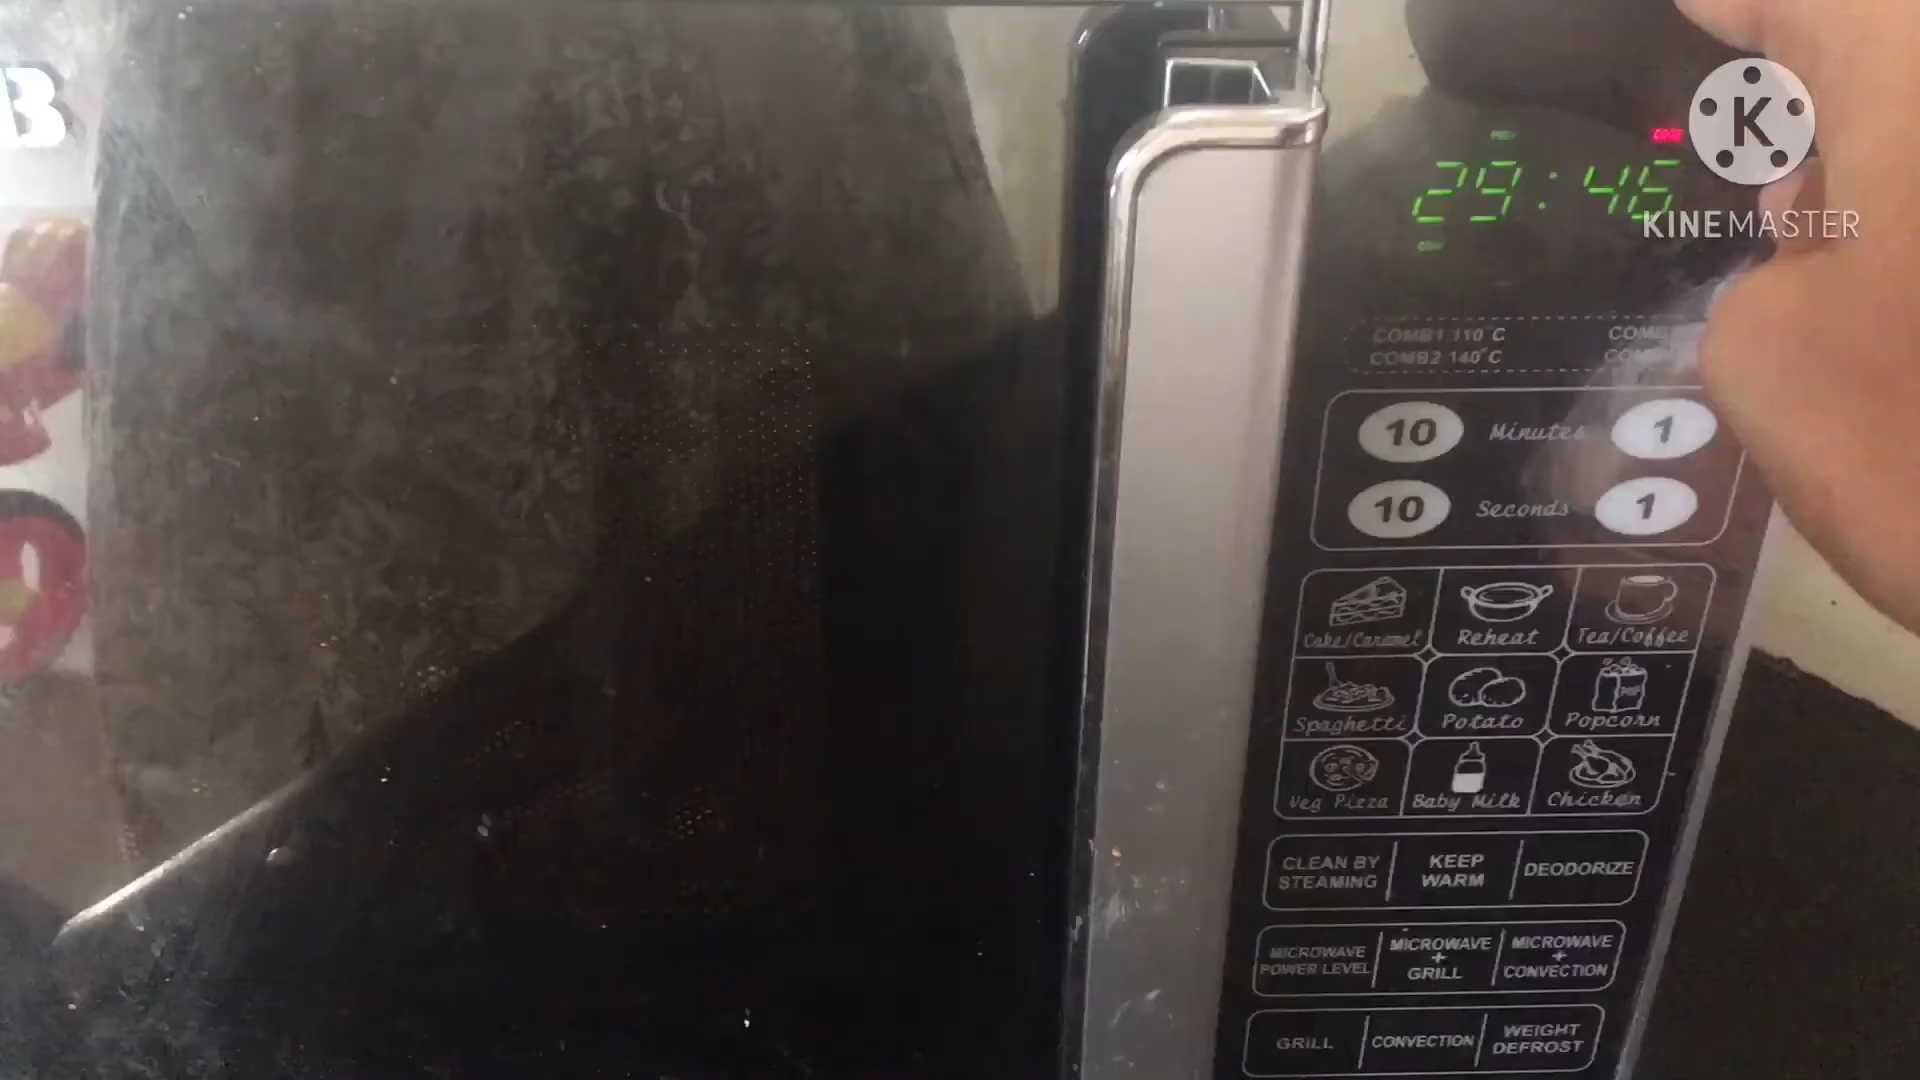 B
K
29:46
KINEMASTER
COMB1 110°C
COMB2 140°C
10 Minutes 1
10 Seconds 1
Cake/Caramel Reheat Tea/Coffee
Spaghetti Potato Popcorn
Veg Pizza Baby Milk Chicken
CLEAN BY STEAMING
KEEP WARM
DEODORIZE
MICROWAVE POWER LEVEL
MICROWAVE + GRILL
MICROWAVE + CONVECTION
GRILL
CONVECTION
WEIGHT DEFROST